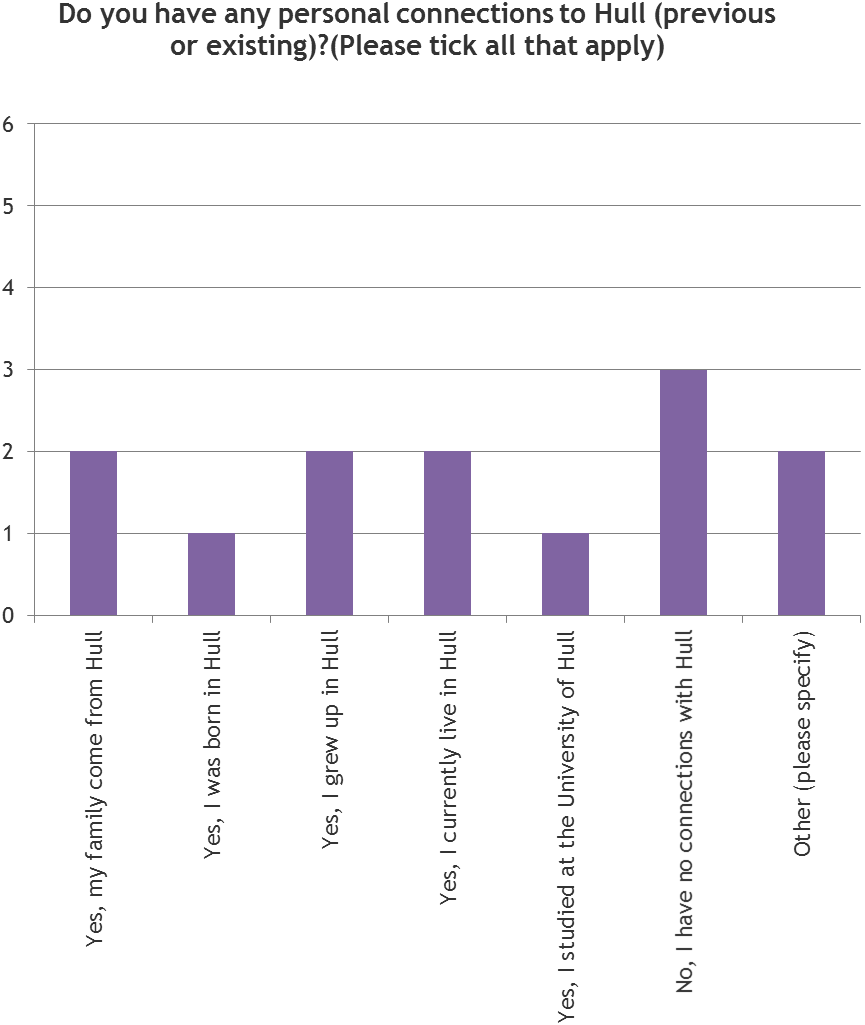 Do you have any personal connections to Hull (previous
or existing)?(Please tick all that apply)
6
5
4
3
2
1
0
Yes, my family come from Hull
Yes, I was born in Hull
Yes, I grew up in Hull
Yes, I currently live in Hull
Yes, I studied at the University of Hull
No, I have no connections with Hull
Other (please specify)